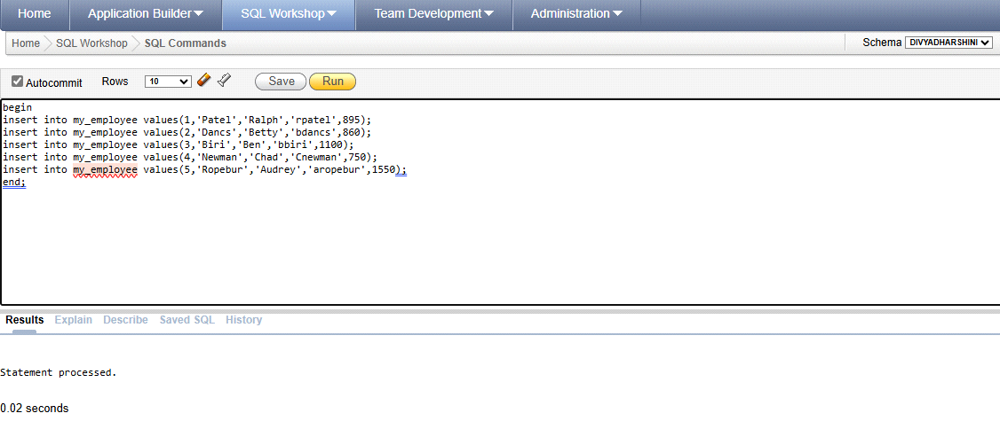 Home Application Builder SQL Workshop Team Development Administration
Home SQL Workshop SQL Commands Schema DIVYADHARSHINI
Autocommit Rows 10 Save Run
begin
insert into my_employee values(1,'Patel','Ralph','rpatel',895);
insert into my_employee values(2,'Dancs','Betty','bdancs',860);
insert into my_employee values(3,'Biri','Ben','bbiri',1100);
insert into my_employee values(4,'Newman','Chad','Cnewman',750);
insert into my_employee values(5,'Ropebur','Audrey','aropebur',1550);
end;
Results Explain Describe Saved SQL History
Statement processed.
0.02 seconds